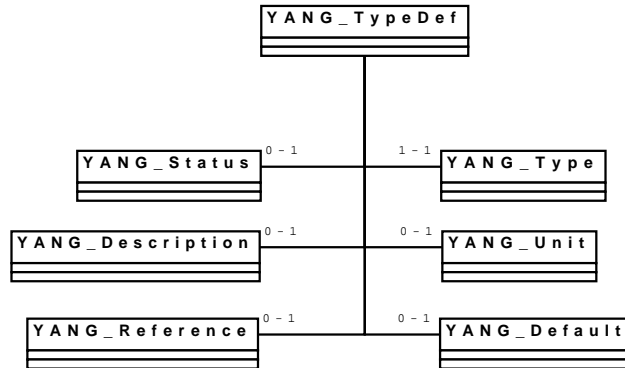 YANG_TypeDef
0-1 1-1
YANG_Status YANG_Type
0-1 0-1
YANG_Description YANG_Unit
0-1 0-1
YANG_Reference YANG_Default